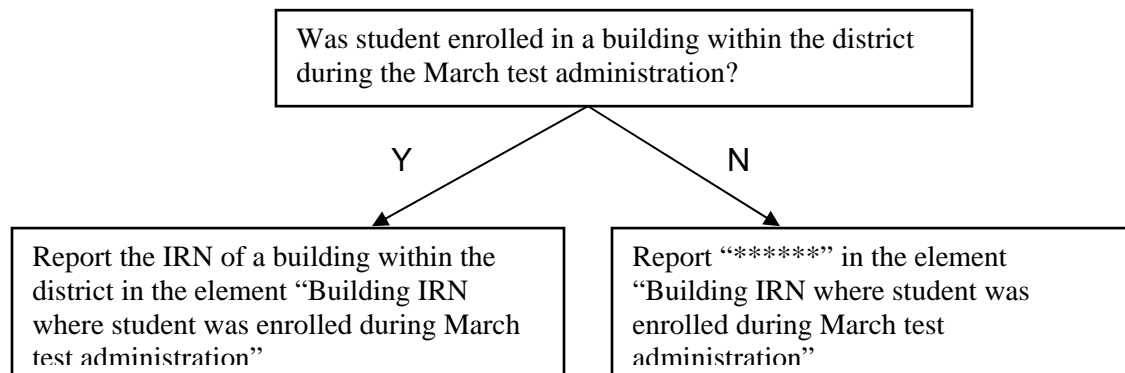 Was student enrolled in a building within the district
during the March test administration?
Y
N
Report the IRN of a building within the
district in the element “Building IRN
where student was enrolled during March
test administration”
Report “******” in the element
“Building IRN where student was
enrolled during March test
administration”